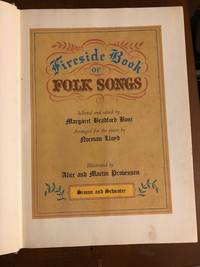 Fireside Book
OF
FOLK SONGS
Selected and edited by
Margaret Bradford Boni
Arranged for the piano by
Norman Lloyd
Illustrated by
Alice and Martin Provensen
Simon and Schuster